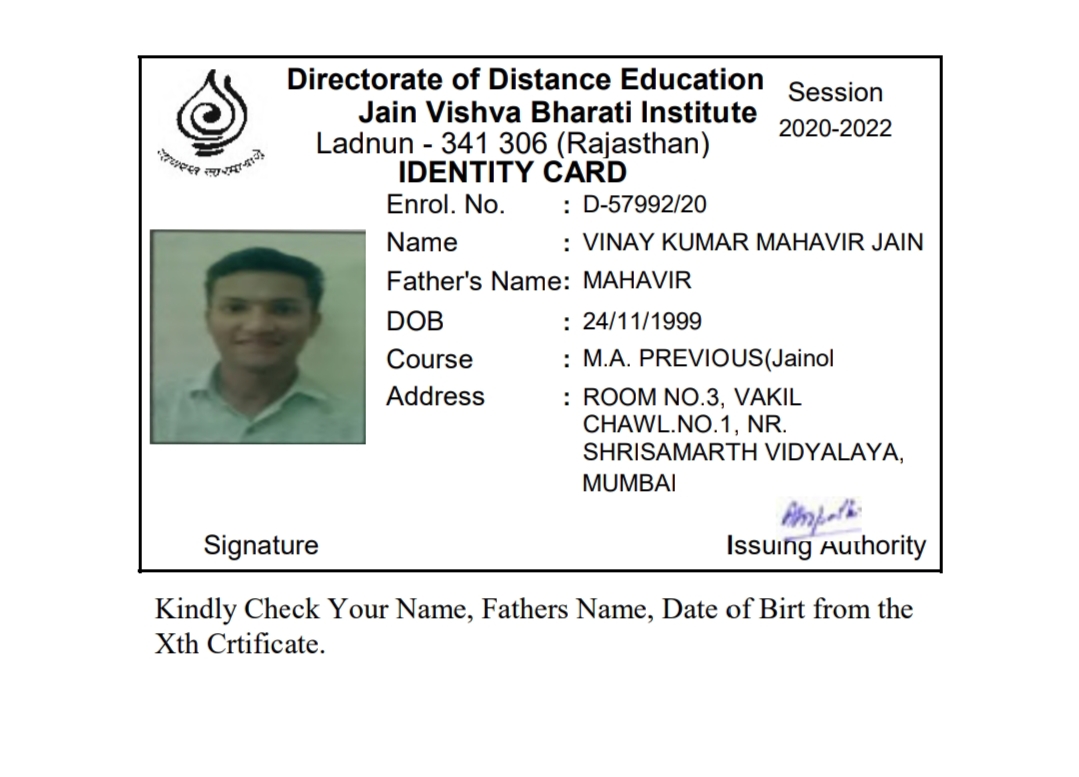 Directorate of Distance Education
Jain Vishva Bharati Institute
Ladnun - 341 306 (Rajasthan)
Session
2020-2022
IDENTITY CARD
Enrol. No. : D-57992/20
Name : VINAY KUMAR MAHAVIR JAIN
Father's Name: MAHAVIR
DOB : 24/11/1999
Course : M.A. PREVIOUS(Jainol
Address : ROOM NO.3, VAKIL
CHAWL.NO.1, NR.
SHRISAMARTH VIDYALAYA,
MUMBAI
Signature
Issuing Authority
Kindly Check Your Name, Fathers Name, Date of Birt from the
Xth Crtificate.